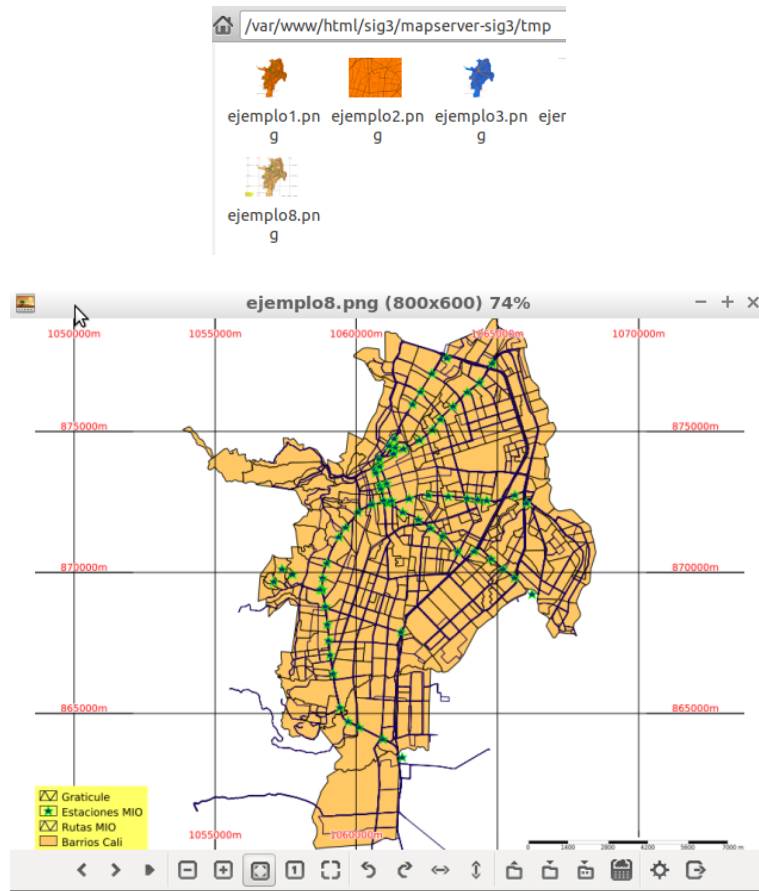 /var/www/html/sig3/mapserver-sig3/tmp
ejemplo1.pn
g
ejemplo2.pn
g
ejemplo3.pn
g
ejer
ejemplo8.pn
g
ejemplo8.png (800x600) 74%
1050000m
1055000m
1060000m
1065000m
1070000m
875000m
875000m
870000m
870000m
865000m
865000m
Graticule
Estaciones MIO
Rutas MIO
Barrios Cali
1055000m
1060000m
0 1400 2800 4200 5600 7000 m
1